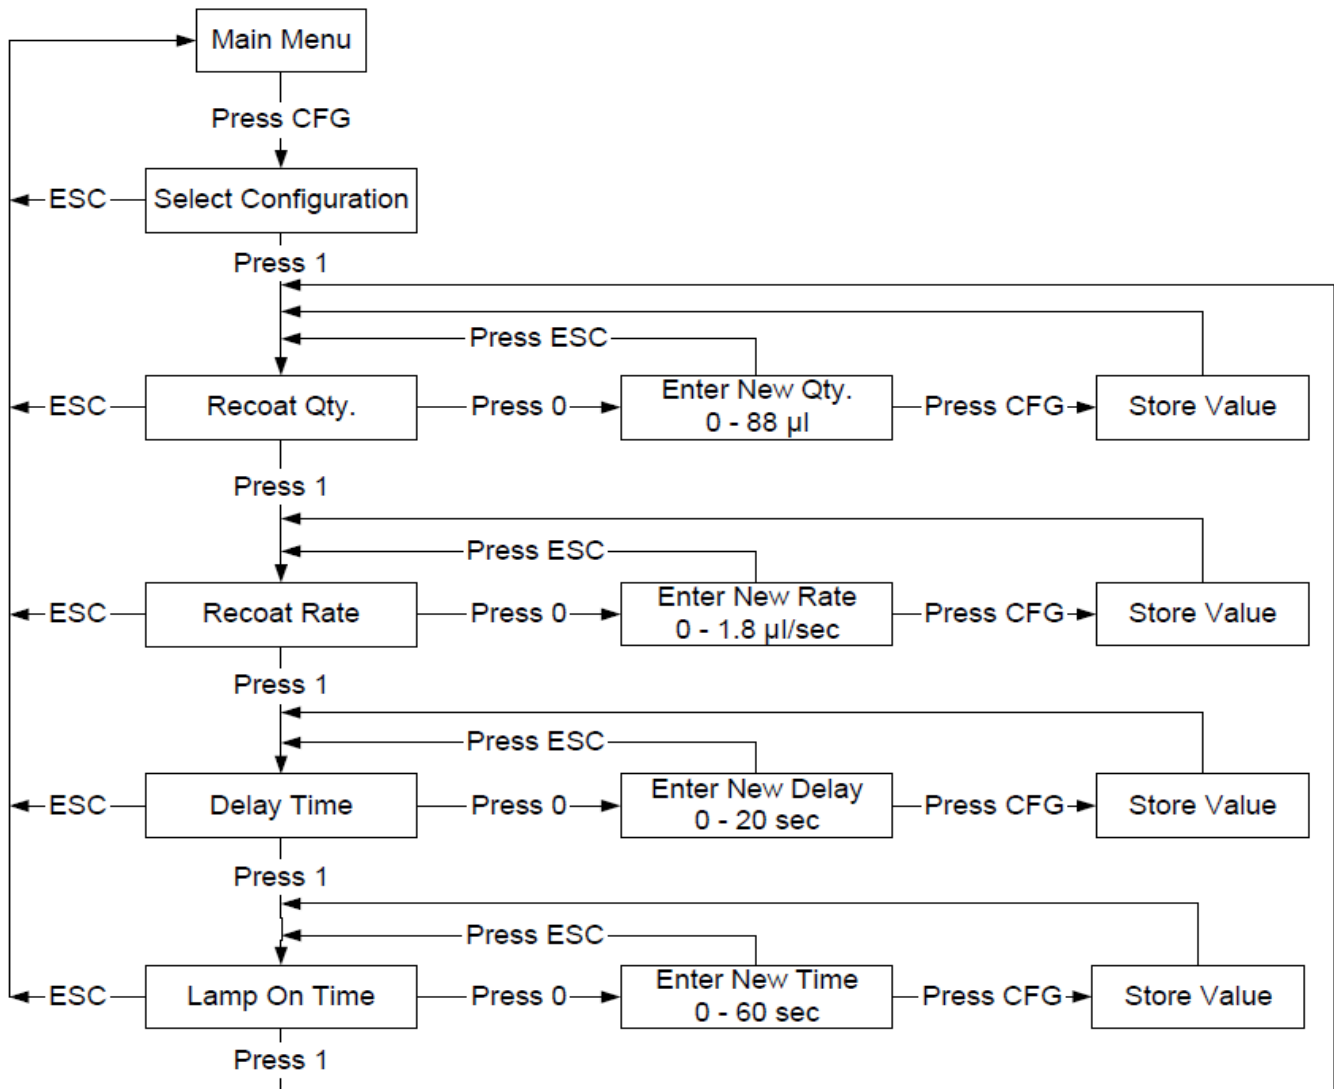 Main Menu
Press CFG
ESC
Select Configuration
Press 1
Press ESC
ESC
Recoat Qty.
Press 0
Enter New Qty.
0 - 88 µl
Press CFG
Store Value
Press 1
Press ESC
ESC
Recoat Rate
Press 0
Enter New Rate
0 - 1.8 µl/sec
Press CFG
Store Value
Press 1
Press ESC
ESC
Delay Time
Press 0
Enter New Delay
0 - 20 sec
Press CFG
Store Value
Press 1
Press ESC
ESC
Lamp On Time
Press 0
Enter New Time
0 - 60 sec
Press CFG
Store Value
Press 1